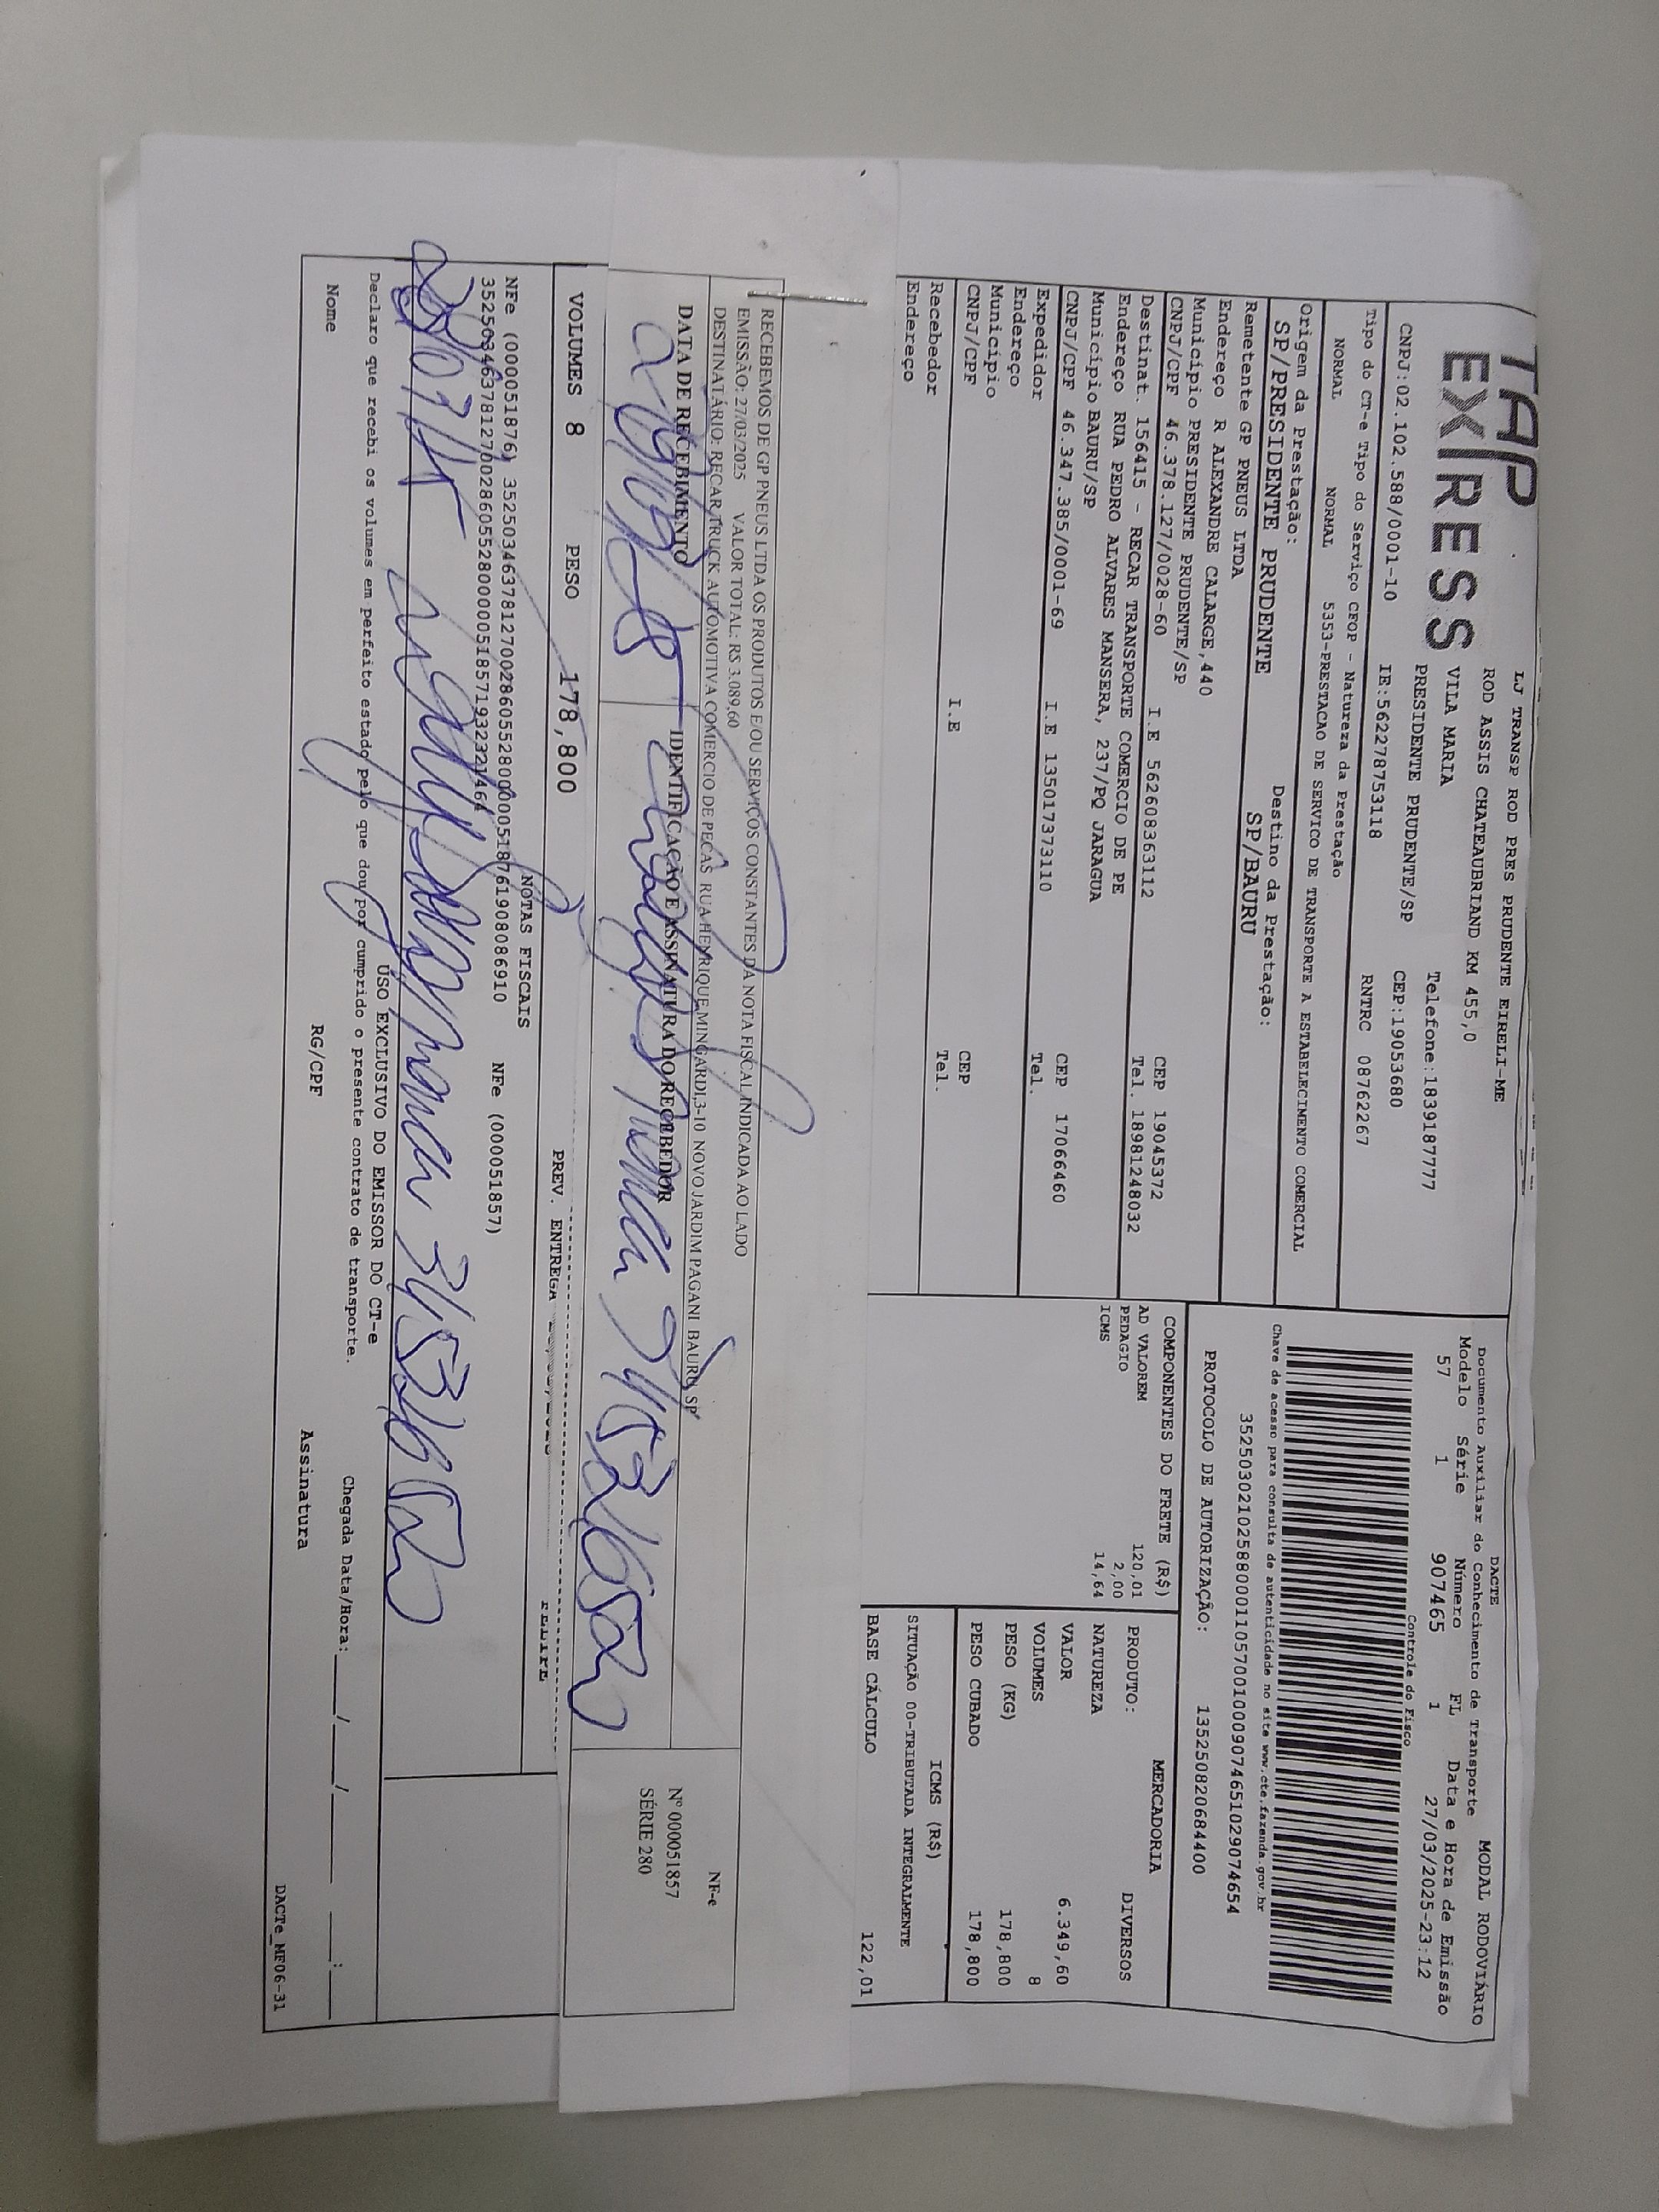 TAP
EXPRESS
LJ TRANSP ROD PRES PRUDENTE EIRELI-ME
ROD ASSIS CHATEAUBRIAND KM 455,0
VILA MARIA Telefone:1839187777
PRESIDENTE PRUDENTE/SP CEP:19053680
CNPJ:02.102.588/0001-10 IE:562278753118 RNTRC 08762267
Tipo do CT-e Tipo do Serviço CFOP - Natureza da Prestação
NORMAL NORMAL 5353-PRESTACAO DE SERVICO DE TRANSPORTE A ESTABELECIMENTO COMERCIAL
Origem da Prestação: Destino da Prestação:
SP/PRESIDENTE PRUDENTE SP/BAURU
Remetente GP PNEUS LTDA
Endereço R ALEXANDRE CALARGE,440 CEP 19045372
Município PRESIDENTE PRUDENTE/SP Tel. 18981248032
CNPJ/CPF 46.378.127/0028-60 I.E 562608363112
Destinat. 156415 - RECAR TRANSPORTE COMERCIO DE PE
Endereço RUA PEDRO ALVARES MANSERA, 237/PQ JARAGUA
Município BAURU/SP CEP 17066460
CNPJ/CPF 46.347.385/0001-69 I.E 135017373110 Tel.
Expedidor
Endereço
Município CEP
CNPJ/CPF I.E Tel.
Recebedor
Endereço
DACTE MODAL RODOVIÁRIO
Documento Auxiliar do Conhecimento de Transporte
Modelo Série Número FL Data e Hora de Emissão
57 1 907465 1 27/03/2025-23:12
Controle do Fisco
Chave de acesso para consulta de autenticidade no site www.cte.fazenda.gov.br
35250302102588000110570010009074651029074654
PROTOCOLO DE AUTORIZAÇÃO: 135250820684400
COMPONENTES DO FRETE (R$)
AD VALOREM 120,01
PEDAGIO 2,00
ICMS 14,64
MERCADORIA
PRODUTO: DIVERSOS
NATUREZA
VALOR 6.349,60
VOLUMES 8
PESO (KG) 178,800
PESO CUBADO 178,800
ICMS (R$)
SITUAÇÃO 00-TRIBUTADA INTEGRALMENTE
BASE CÁLCULO 122,01
RECEBEMOS DE GP PNEUS LTDA OS PRODUTOS E/OU SERVIÇOS CONSTANTES DA NOTA FISCAL INDICADA AO LADO
EMISSÃO: 27/03/2025 VALOR TOTAL: R$ 3.089,60
DESTINATÁRIO: RECAR TRUCK AUTOMOTIVA COMERCIO DE PECAS RUA HENRIQUE MINGARDI,3-10 NOVO JARDIM PAGANI BAURU SP
DATA DE RECEBIMENTO IDENTIFICAÇÃO E ASSINATURA DO RECEBEDOR
NF-e
Nº 000051857
SÉRIE 280
VOLUMES 8 PESO 178,800 PREV. ENTREGA
NOTAS FISCAIS
NFe (000051876) NFe (000051857)
Declaro que recebi os volumes em perfeito estado pelo que dou por cumprido o presente contrato de transporte.
USO EXCLUSIVO DO EMISSOR DO CT-e
Nome RG/CPF Assinatura Chegada Data/Hora: ___/___/___ ___:___
DACTe_MF06-31